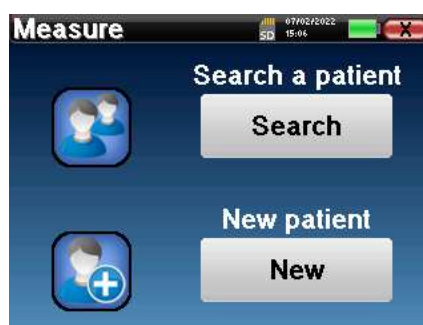 Measure
SD
07/02/2022
15:06
X
Search a patient
Search
New patient
New